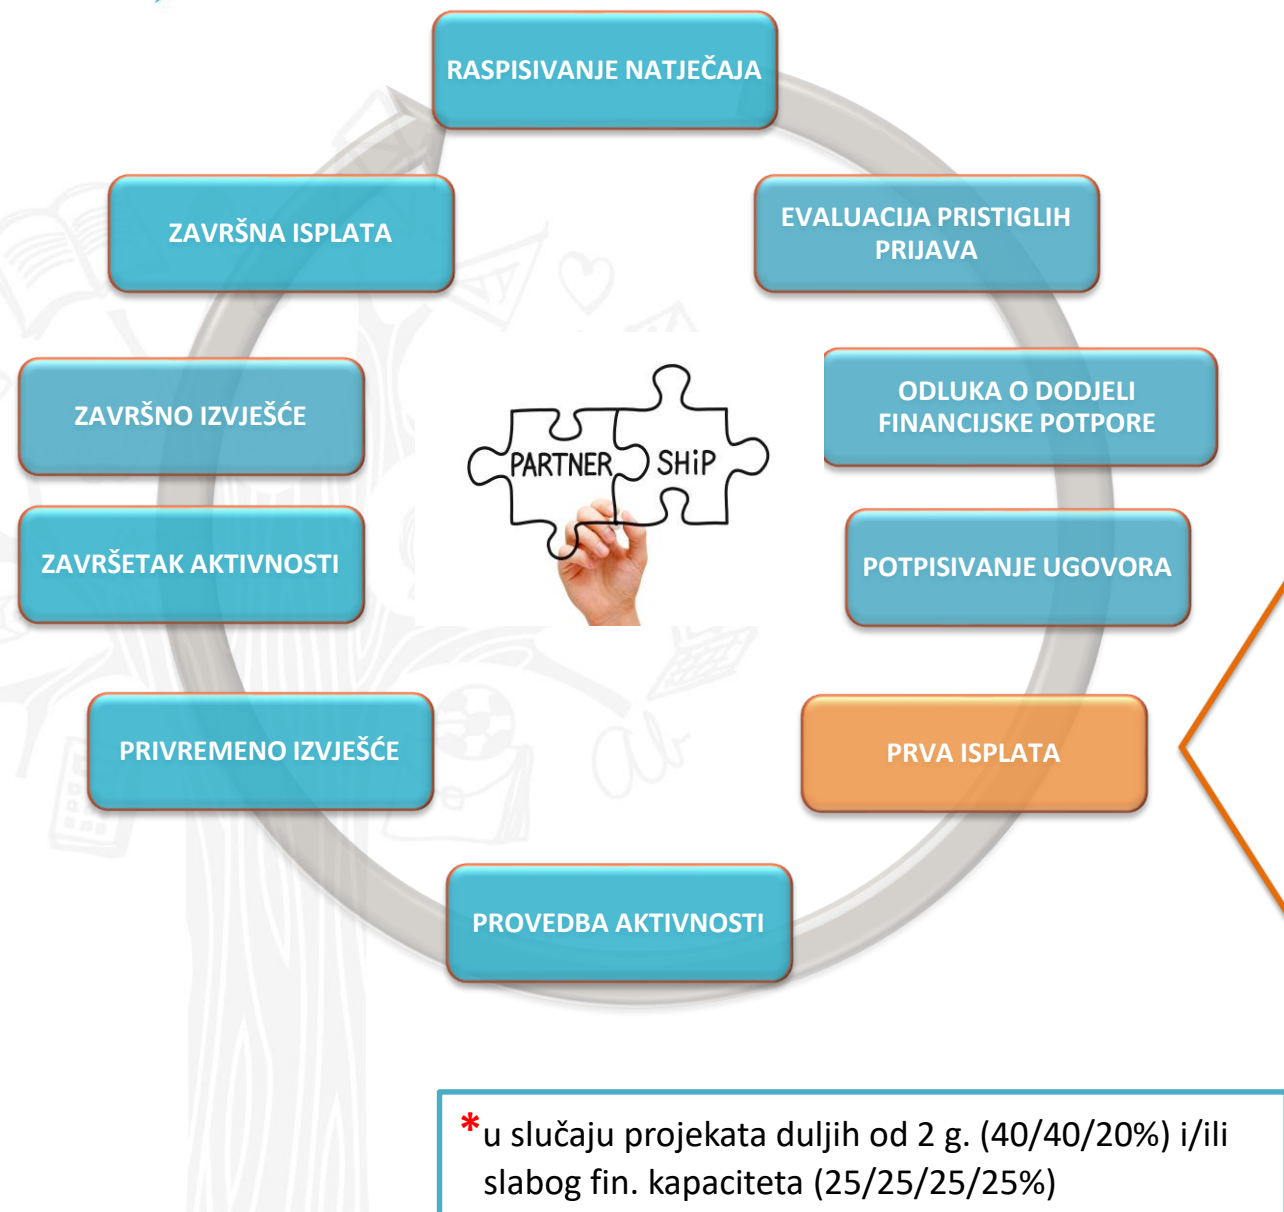 RASPISIVANJE NATJEČAJA
EVALUACIJA PRISTIGLIH
PRIJAVA
ODLUKA O DODJELI
FINANCIJSKE POTPORE
POTPISIVANJE UGOVORA
PRVA ISPLATA
PROVEDBA AKTIVNOSTI
PRIVREMENO IZVJEŠĆE
ZAVRŠETAK AKTIVNOSTI
ZAVRŠNO IZVJEŠĆE
ZAVRŠNA ISPLATA
PARTNER SHiP
ab
*u slučaju projekata duljih od 2 g. (40/40/20%) i/ili
slabog fin. kapaciteta (25/25/25/25%)